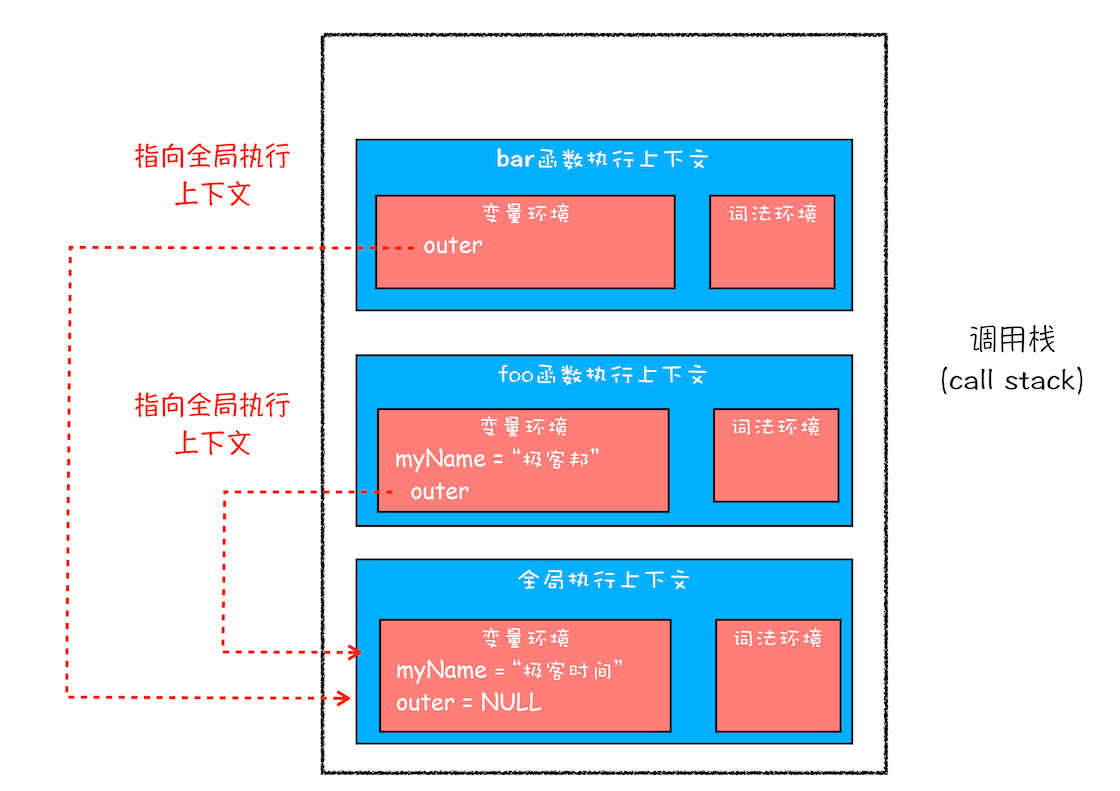 指向全局执行
上下文
bar函数执行上下文
变量环境
outer
词法环境
调用栈
(call stack)
指向全局执行
上下文
foo函数执行上下文
变量环境
myName = “极客邦”
outer
词法环境
全局执行上下文
变量环境
myName = “极客时间”
outer = NULL
词法环境